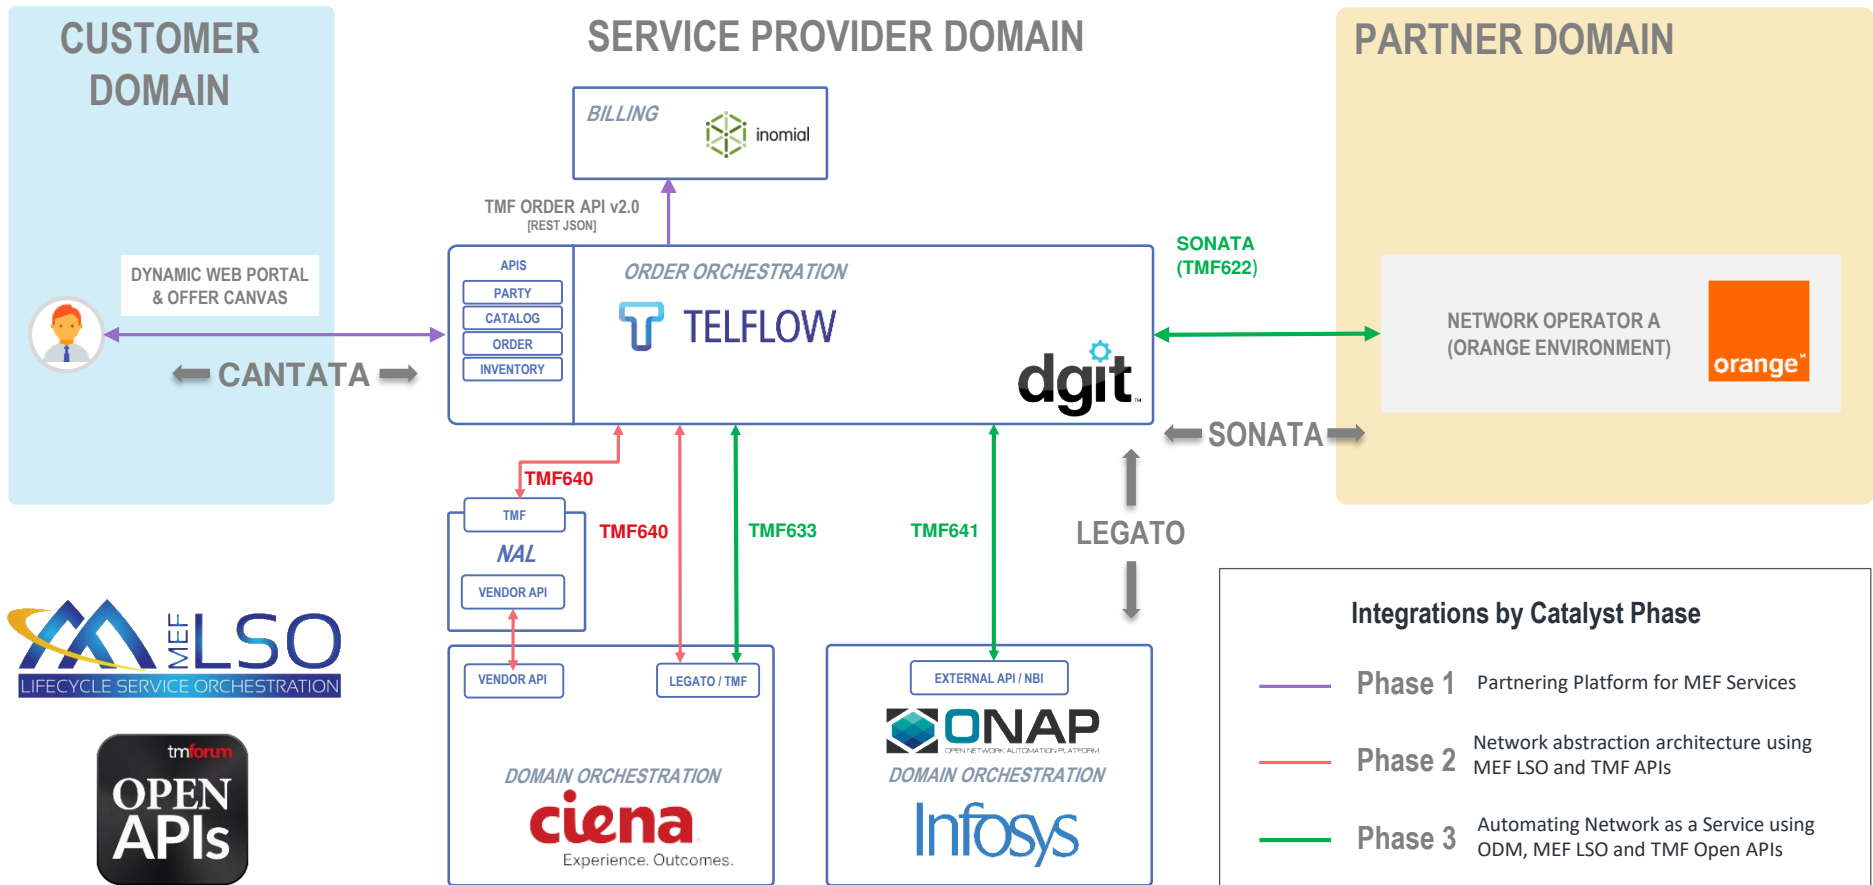 CUSTOMER
DOMAIN
SERVICE PROVIDER DOMAIN
PARTNER DOMAIN
BILLING
inomial
TMF ORDER API v2.0
[REST JSON]
DYNAMIC WEB PORTAL
& OFFER CANVAS
CANTATA
APIS
PARTY
CATALOG
ORDER
INVENTORY
ORDER ORCHESTRATION
TELFLOW
dgit
SONATA
(TMF622)
NETWORK OPERATOR A
(ORANGE ENVIRONMENT)
orange
SONATA
TMF640
TMF640
TMF633
TMF641
LEGATO
TMF
NAL
VENDOR API
VENDOR API
LEGATO / TMF
DOMAIN ORCHESTRATION
ciena
Experience. Outcomes.
EXTERNAL API / NBI
ONAP
OPEN NETWORK AUTOMATION PLATFORM
DOMAIN ORCHESTRATION
Infosys
MEF LSO
LIFECYCLE SERVICE ORCHESTRATION
tmforum
OPEN
APIs
Integrations by Catalyst Phase
Phase 1 Partnering Platform for MEF Services
Phase 2 Network abstraction architecture using
MEF LSO and TMF APIs
Phase 3 Automating Network as a Service using
ODM, MEF LSO and TMF Open APIs